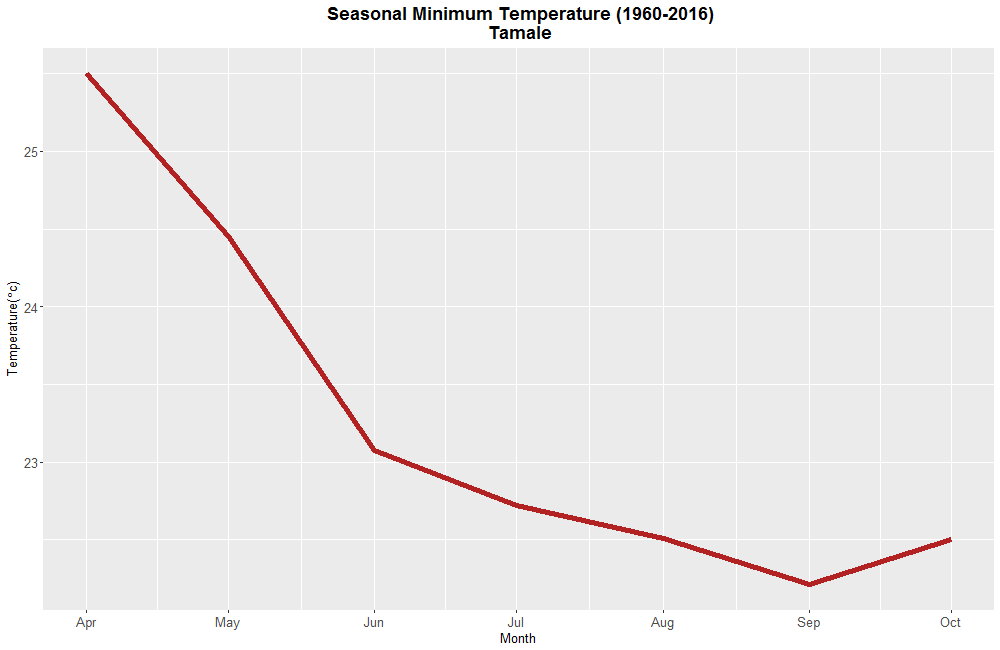 Seasonal Minimum Temperature (1960-2016)
Tamale
Temperature(°c)
25
24
23
Apr May Jun Jul Aug Sep Oct
Month